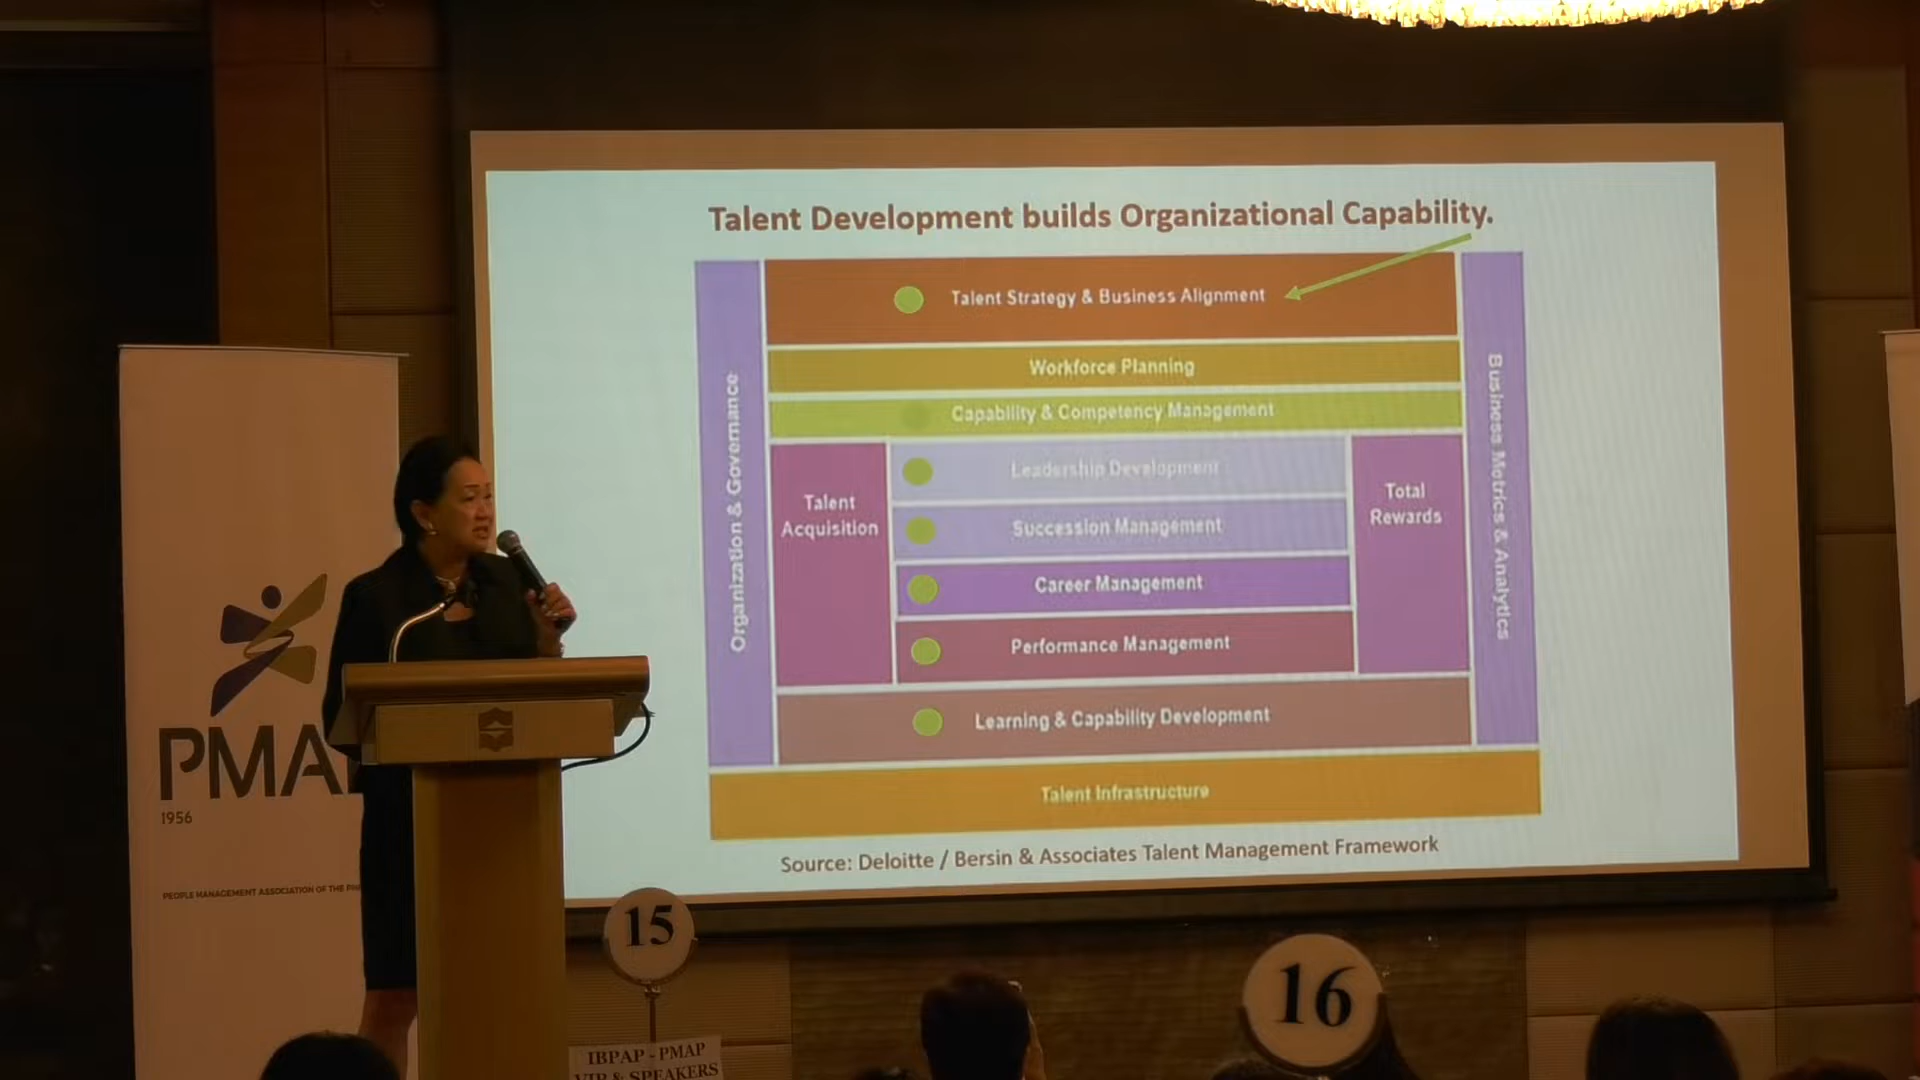 Talent Development builds Organizational Capability.
Talent Strategy & Business Alignment
Workforce Planning
Capability & Competency Management
Organization & Governance
Talent
Acquisition
Leadership Development
Succession Management
Career Management
Performance Management
Total
Rewards
Business Metrics & Analytics
Learning & Capability Development
Talent Infrastructure
Source: Deloitte / Bersin & Associates Talent Management Framework
PMA
1956
PEOPLE MANAGEMENT ASSOCIATION OF THE
15
IBPAP - PMAP
VIP & SPEAKERS
16